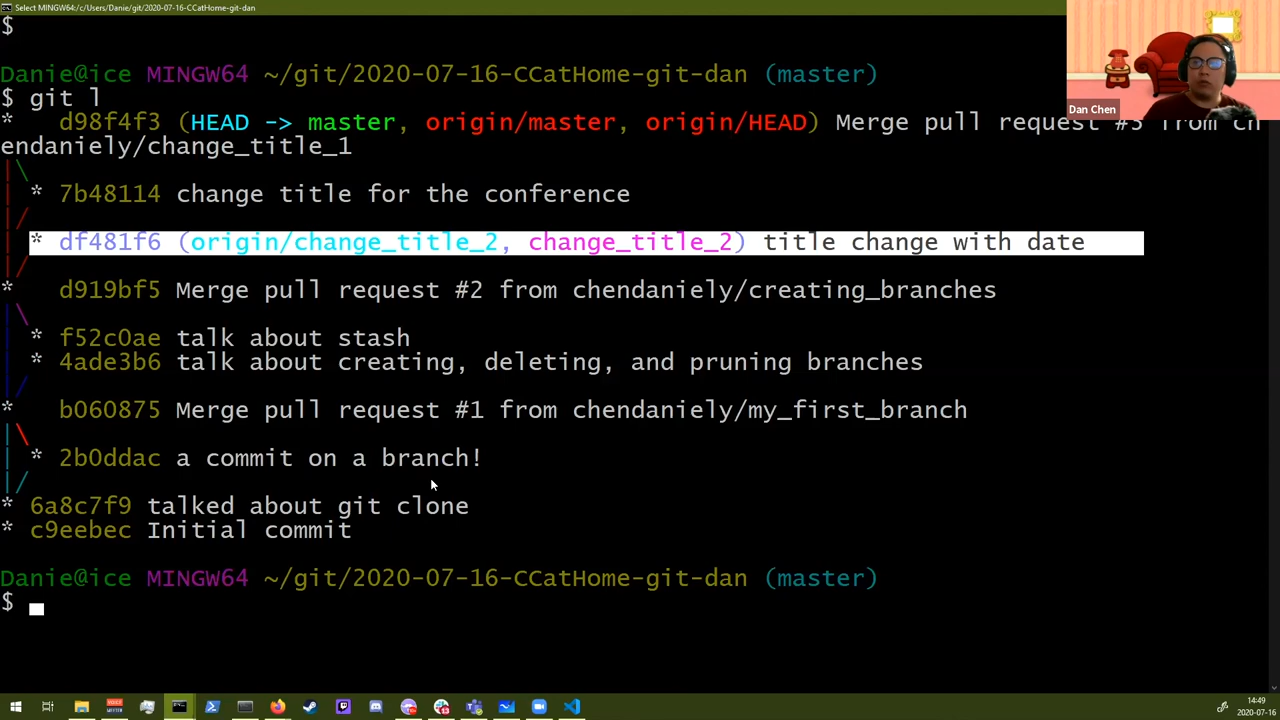 Select MINGW64:/c/Users/Danie/git/2020-07-16-CCatHome-git-dan
$
Danie@ice MINGW64 ~/git/2020-07-16-CCatHome-git-dan (master)
$ git l
*   d98f4f3 (HEAD -> master, origin/master, origin/HEAD) Merge pull request #3 from ch
endaniely/change_title_1
|\
| * 7b48114 change title for the conference
|/
| * df481f6 (origin/change_title_2, change_title_2) title change with date
|/
*   d919bf5 Merge pull request #2 from chendaniely/creating_branches
|\
| * f52c0ae talk about stash
| * 4ade3b6 talk about creating, deleting, and pruning branches
|/
*   b060875 Merge pull request #1 from chendaniely/my_first_branch
|\
| * 2b0ddac a commit on a branch!
|/
* 6a8c7f9 talked about git clone
* c9eebec Initial commit
Danie@ice MINGW64 ~/git/2020-07-16-CCatHome-git-dan (master)
$
Dan Chen
14:49
2020-07-16